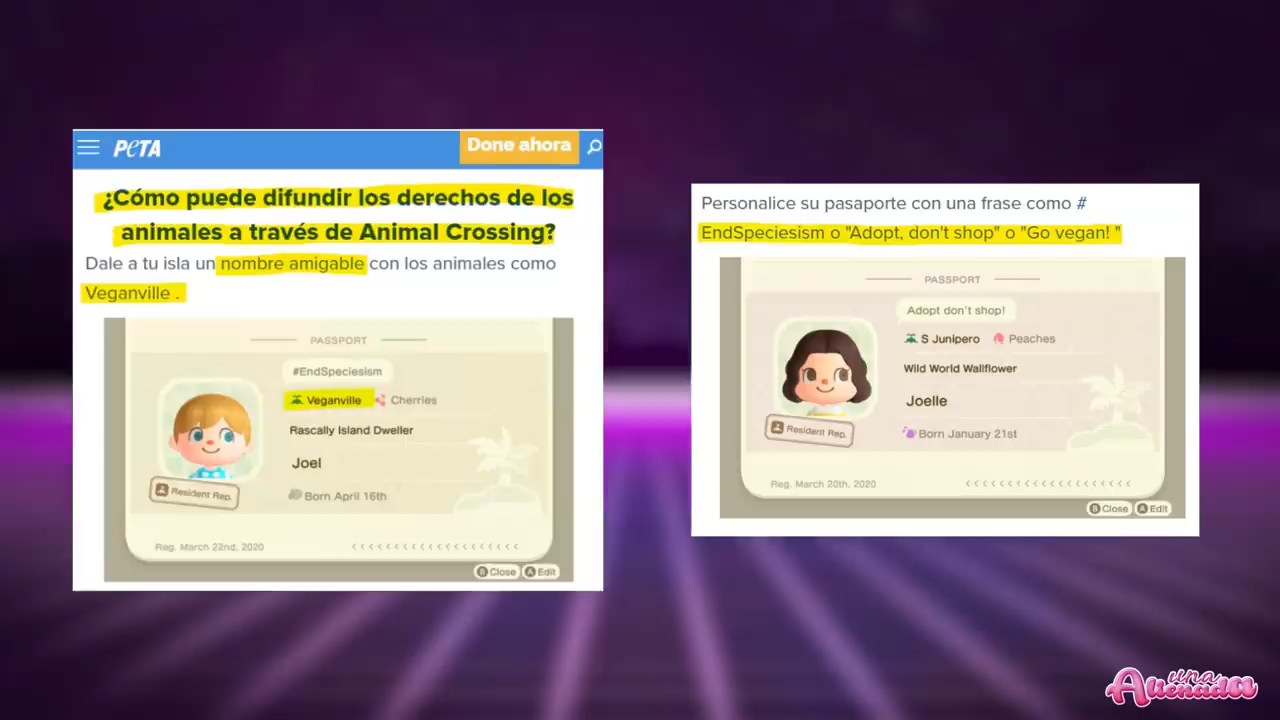 PETA
Done ahora
¿Cómo puede difundir los derechos de los
animales a través de Animal Crossing?
Dale a tu isla un nombre amigable con los animales como
Veganville .
PASSPORT
#EndSpeciesism
Veganville Cherries
Rascally Island Dweller
Joel
Resident Rep.
Born April 16th
Reg. March 22nd, 2020
B Close A Edit
Personalice su pasaporte con una frase como #
EndSpeciesism o "Adopt, don't shop" o "Go vegan! "
PASSPORT
Adopt don't shop!
S Junipero Peaches
Wild World Wallflower
Joelle
Resident Rep.
Born January 21st
Reg. March 20th, 2020
B Close A Edit
una
Alienada